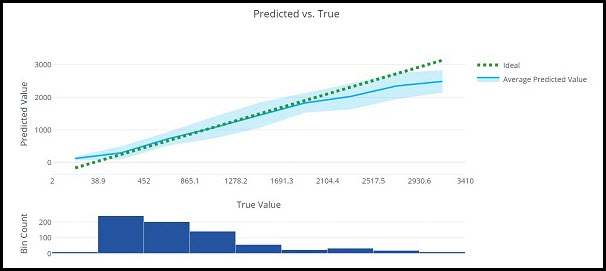 Predicted vs. True
Predicted Value
3000
2000
1000
0
2 38.9 452 865.1 1278.2 1691.3 2104.4 2517.5 2930.6 3410
Ideal
Average Predicted Value
True Value
Bin Count
200
100
0